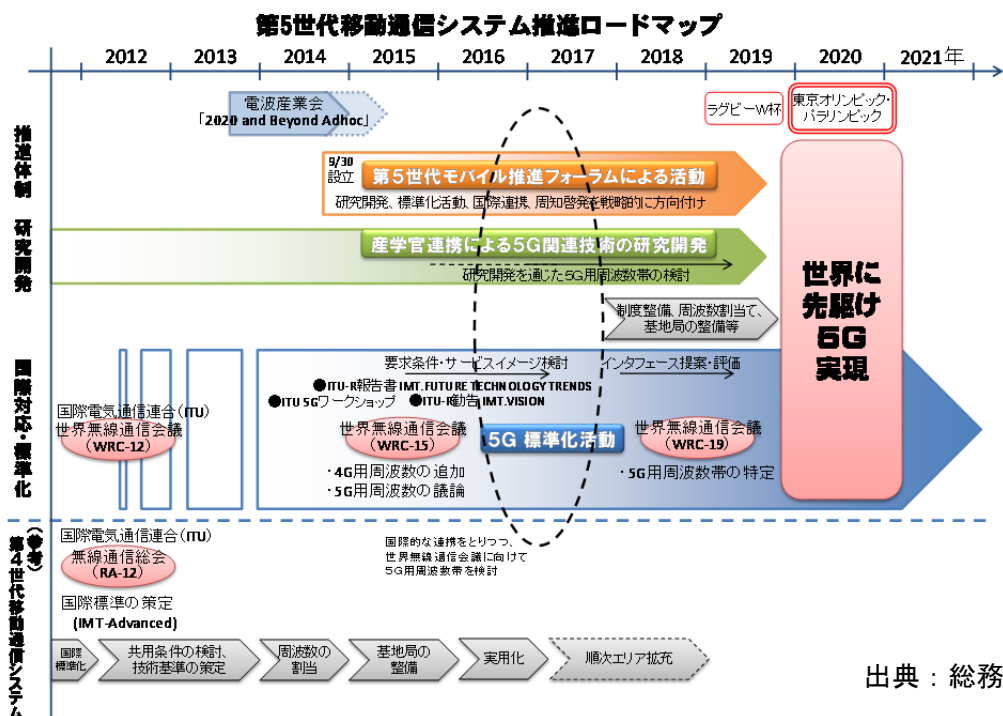 第5世代移動通信システム推進ロードマップ
2012
2013
2014
2015
2016
2017
2018
2019
2020
2021年
推進体制
電波産業会
「2020 and Beyond Adhoc」
ラグビーW杯
東京オリンピック・
パラリンピック
9/30
設立
第5世代モバイル推進フォーラムによる活動
研究開発、標準化活動、国際連携、周知啓発を戦略的に方向付け
研究開発
産学官連携による5G関連技術の研究開発
研究開発を通じた5G用周波数帯の検討
制度整備、周波数割当て、
基地局の整備等
世界に
先駆け
5G
実現
国際対応・標準化
要求条件・サービスイメージ検討
インタフェース提案・評価
●ITU-R報告書 IMT.FUTURE TECHNOLOGY TRENDS
●ITU 5Gワークショップ
●ITU-R勧告 IMT.VISION
国際電気通信連合(ITU)
世界無線通信会議
(WRC-12)
世界無線通信会議
(WRC-15)
5G 標準化活動
世界無線通信会議
(WRC-19)
・4G用周波数の追加
・5G用周波数の議論
・5G用周波数帯の特定
(参考)
第4世代移動通信システム
国際電気通信連合(ITU)
無線通信総会
(RA-12)
国際標準の策定
(IMT-Advanced)
国際的な連携をとりつつ、
世界無線通信会議に向けて
5G用周波数帯を検討
国際
標準化
共用条件の検討、
技術基準の策定
周波数の
割当
基地局の
整備
実用化
順次エリア拡充
出典：総務